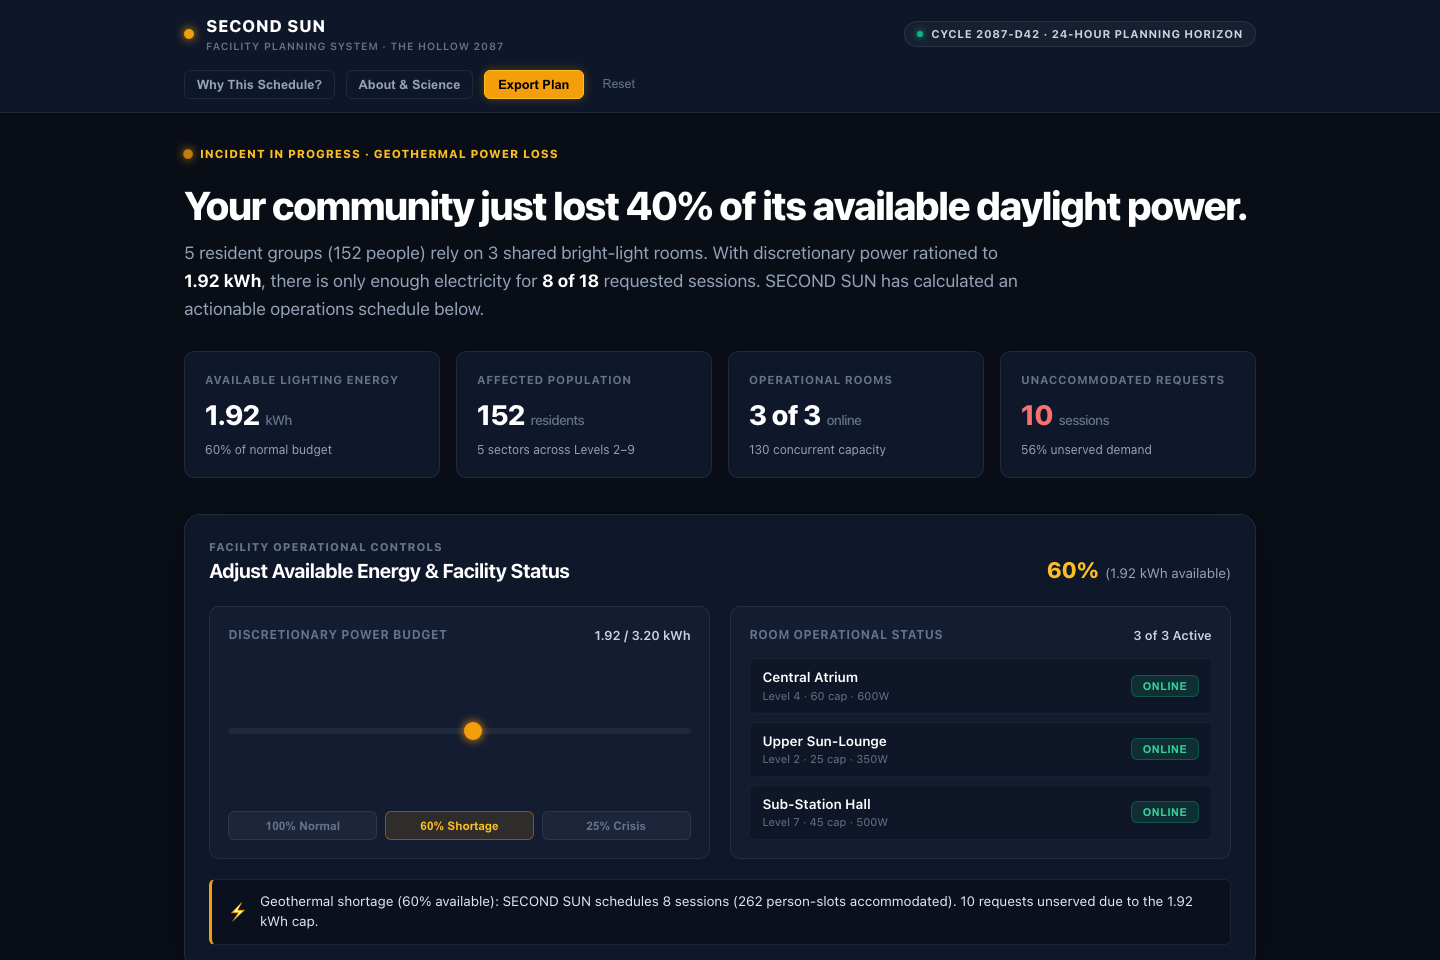 SECOND SUN
FACILITY PLANNING SYSTEM · THE HOLLOW 2087
CYCLE 2087-D42 · 24-HOUR PLANNING HORIZON
Why This Schedule?
About & Science
Export Plan
Reset
INCIDENT IN PROGRESS · GEOTHERMAL POWER LOSS
Your community just lost 40% of its available daylight power.
5 resident groups (152 people) rely on 3 shared bright-light rooms. With discretionary power rationed to
1.92 kWh, there is only enough electricity for 8 of 18 requested sessions. SECOND SUN has calculated an
actionable operations schedule below.
AVAILABLE LIGHTING ENERGY
1.92 kWh
60% of normal budget
AFFECTED POPULATION
152 residents
5 sectors across Levels 2–9
OPERATIONAL ROOMS
3 of 3 online
130 concurrent capacity
UNACCOMMODATED REQUESTS
10 sessions
56% unserved demand
FACILITY OPERATIONAL CONTROLS
Adjust Available Energy & Facility Status
60% (1.92 kWh available)
DISCRETIONARY POWER BUDGET
1.92 / 3.20 kWh
100% Normal
60% Shortage
25% Crisis
ROOM OPERATIONAL STATUS
3 of 3 Active
Central Atrium
Level 4 · 60 cap · 600W
ONLINE
Upper Sun-Lounge
Level 2 · 25 cap · 350W
ONLINE
Sub-Station Hall
Level 7 · 45 cap · 500W
ONLINE
Geothermal shortage (60% available): SECOND SUN schedules 8 sessions (262 person-slots accommodated). 10 requests unserved due to the 1.92
kWh cap.